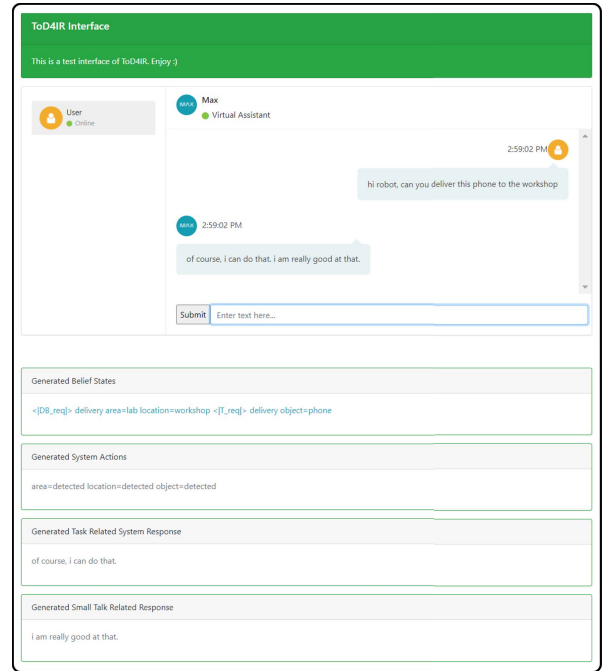 ToD4IR Interface
This is a test interface of ToD4IR. Enjoy :)
User
Online
MAX
Max
Virtual Assistant
2:59:02 PM
hi robot, can you deliver this phone to the workshop
MAX
2:59:02 PM
of course, i can do that. i am really good at that.
Submit
Enter text here...
Generated Belief States
<|DB_req|> delivery area=lab location=workshop <|T_req|> delivery object=phone
Generated System Actions
area=detected location=detected object=detected
Generated Task Related System Response
of course, i can do that.
Generated Small Talk Related Response
i am really good at that.